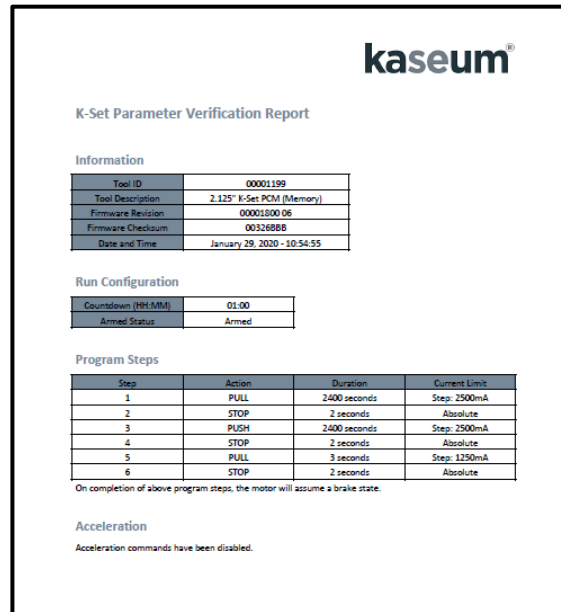 kaseum®
K-Set Parameter Verification Report
Information
Tool ID 00001199
Tool Description 2.125" K-Set PCM (Memory)
Firmware Revision 00001800 06
Firmware Checksum 00326BBB
Date and Time January 29, 2020 - 10:54:55
Run Configuration
Countdown (HH:MM) 01:00
Armed Status Armed
Program Steps
Step Action Duration Current Limit
1 PULL 2400 seconds Step: 2500mA
2 STOP 2 seconds Absolute
3 PUSH 2400 seconds Step: 2500mA
4 STOP 2 seconds Absolute
5 PULL 3 seconds Step: 1250mA
6 STOP 2 seconds Absolute
On completion of above program steps, the motor will assume a brake state.
Acceleration
Acceleration commands have been disabled.